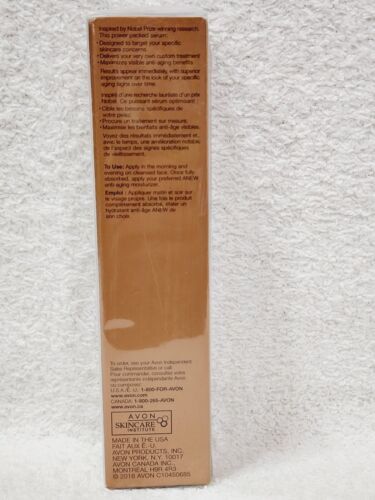 Inspired by Nobel Prize winning research.
This power packed serum:
• Designed to target your specific
skincare concerns.
• Delivers your very own custom treatment
• Maximizes visible anti-aging benefits
Results appear immediately, with superior
improvement on the look of your specific
aging signs over time.
Inspiré d'une recherche lauréate d'un prix
Nobel. Ce puissant sérum optimisant :
• Cible les besoins spécifiques de
votre peau.
• Procure un traitement sur mesure.
• Maximise les bienfaits anti-âge visibles.
Voyez des résultats immédiatement et,
avec le temps, une amélioration notable,
de l'aspect des signes spécifiques
de vieillissement.
To Use: Apply in the morning and
evening on cleansed face. Once fully
absorbed, apply your preferred ANEW
anti-aging moisturizer.
Emploi : Appliquer matin et soir sur
le visage propre. Une fois le produit
complètement absorbé, étaler un
hydratant anti-âge ANEW de
son choix.
To order, see your Avon Independent
Sales Representative or call:
Pour commander, consultez votre
représentante indépendante Avon
ou composez:
U.S.A./É. U. 1-800-FOR-AVON
www.avon.com
CANADA: 1-800-265-AVON
www.avon.ca
AVON
SKINCARE
INSTITUTE
MADE IN THE USA
FAIT AUX É.-U.
AVON PRODUCTS, INC.
NEW YORK, N.Y. 10017
AVON CANADA INC.
MONTREAL H9R 4R3
© 2016 AVON C10450685